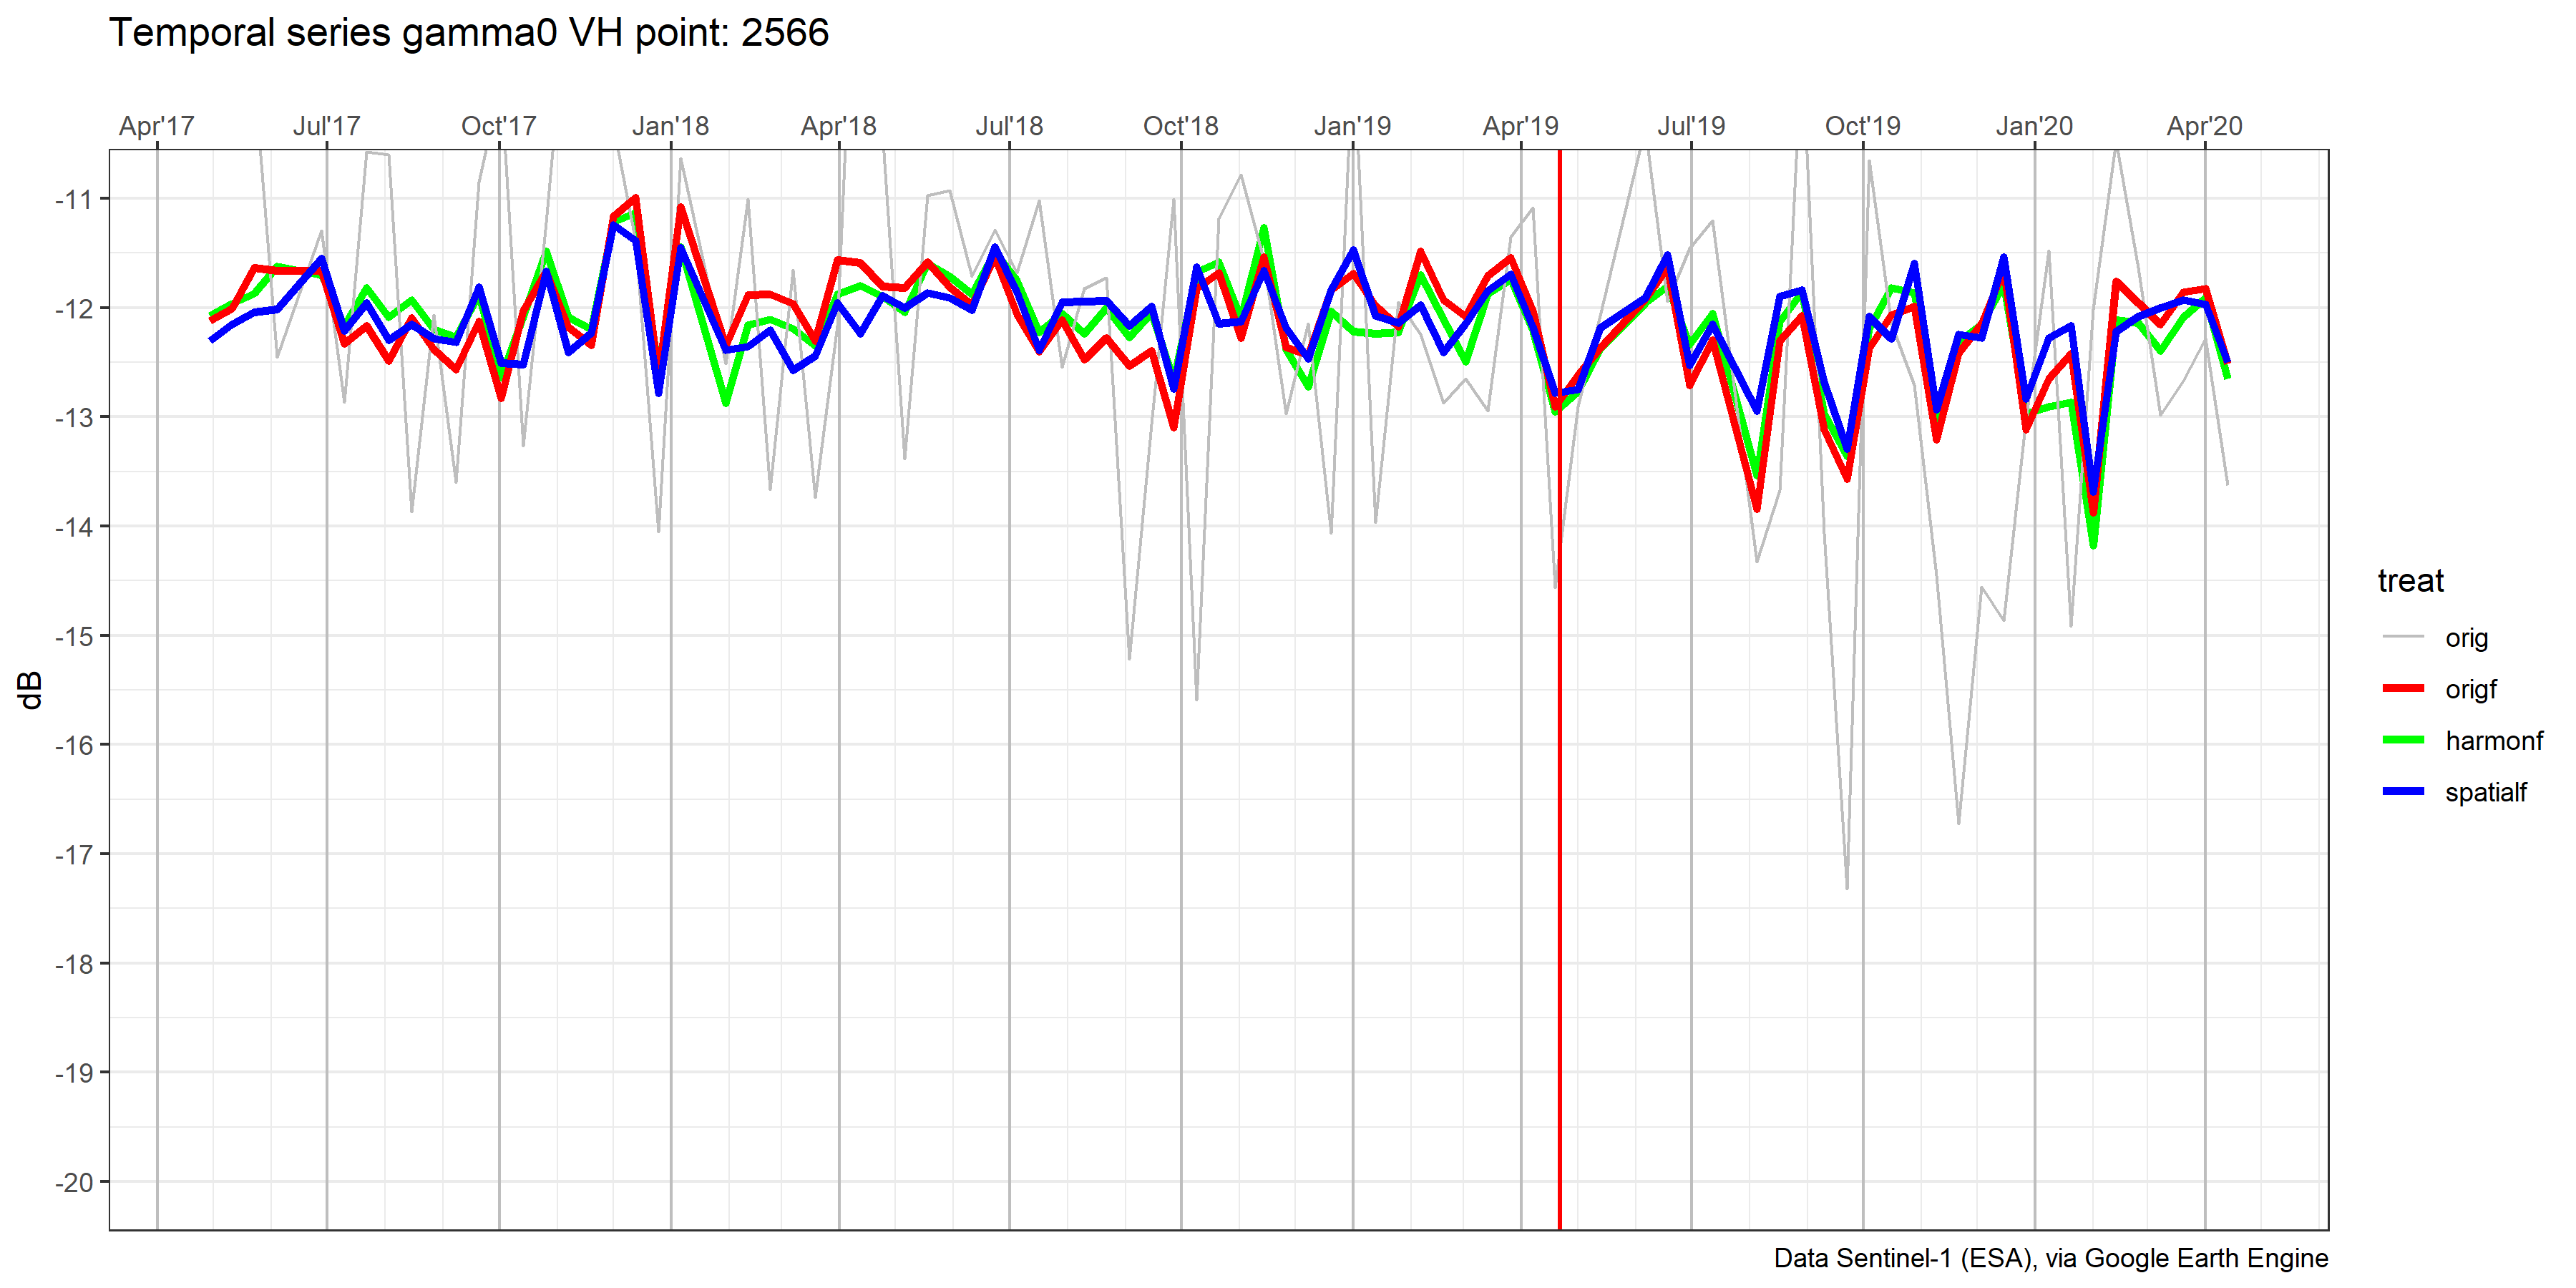 Temporal series gamma0 VH point: 2566
Apr'17 Jul'17 Oct'17 Jan'18 Apr'18 Jul'18 Oct'18 Jan'19 Apr'19 Jul'19 Oct'19 Jan'20 Apr'20
-11
-12
-13
-14
-15
-16
-17
-18
-19
-20
dB
treat
orig
origf
harmonf
spatialf
Data Sentinel-1 (ESA), via Google Earth Engine